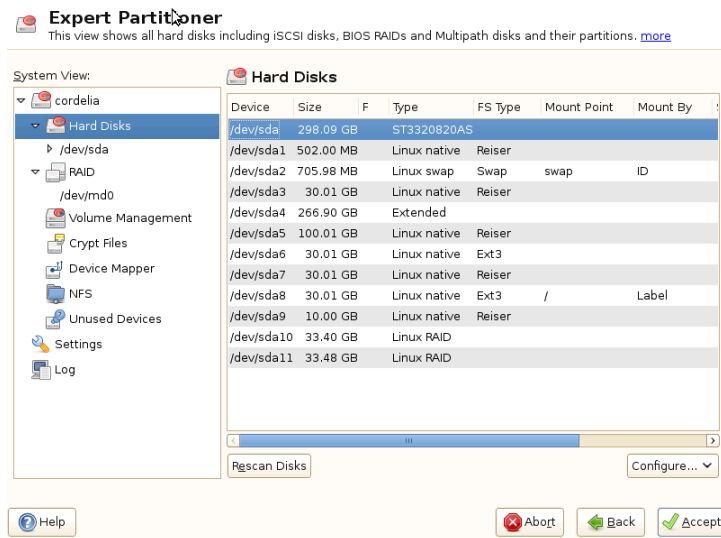 Expert Partitioner
This view shows all hard disks including iSCSI disks, BIOS RAIDs and Multipath disks and their partitions. more
System View:
cordelia
Hard Disks
/dev/sda
RAID
/dev/md0
Volume Management
Crypt Files
Device Mapper
NFS
Unused Devices
Settings
Log
Hard Disks
Device Size F Type FS Type Mount Point Mount By
/dev/sda 298.09 GB ST3320820AS
/dev/sda1 502.00 MB Linux native Reiser
/dev/sda2 705.98 MB Linux swap Swap swap ID
/dev/sda3 30.01 GB Linux native Reiser
/dev/sda4 266.90 GB Extended
/dev/sda5 100.01 GB Linux native Reiser
/dev/sda6 30.01 GB Linux native Ext3
/dev/sda7 30.01 GB Linux native Reiser
/dev/sda8 30.01 GB Linux native Ext3 / Label
/dev/sda9 10.00 GB Linux native Reiser
/dev/sda10 33.40 GB Linux RAID
/dev/sda11 33.48 GB Linux RAID
Rescan Disks Configure...
Help Abort Back Accept